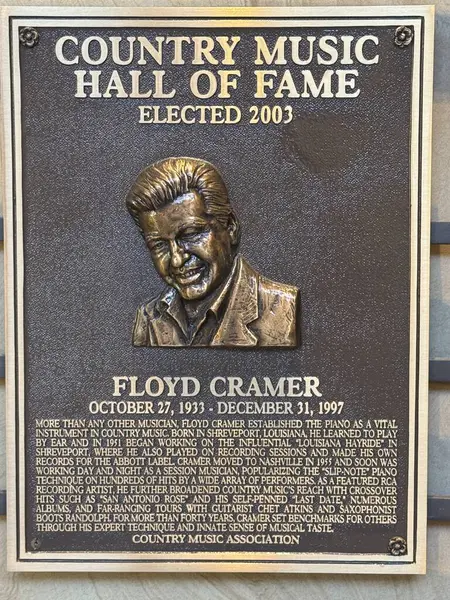 COUNTRY MUSIC
HALL OF FAME
ELECTED 2003
FLOYD CRAMER
OCTOBER 27, 1933 - DECEMBER 31, 1997
MORE THAN ANY OTHER MUSICIAN, FLOYD CRAMER ESTABLISHED THE PIANO AS A VITAL
INSTRUMENT IN COUNTRY MUSIC. BORN IN SHREVEPORT, LOUISIANA, HE LEARNED TO PLAY
BY EAR AND IN 1951 BEGAN WORKING ON THE INFLUENTIAL "LOUISIANA HAYRIDE" IN
SHREVEPORT, WHERE HE ALSO PLAYED ON RECORDING SESSIONS AND MADE HIS OWN
RECORDS FOR THE ABBOTT LABEL. CRAMER MOVED TO NASHVILLE IN 1955 AND SOON WAS
WORKING DAY AND NIGHT AS A SESSION MUSICIAN, POPULARIZING THE "SLIP-NOTE" PIANO
TECHNIQUE ON HUNDREDS OF HITS BY A WIDE ARRAY OF PERFORMERS. AS A FEATURED RCA
RECORDING ARTIST, HE FURTHER BROADENED COUNTRY MUSIC'S REACH WITH CROSSOVER
HITS SUCH AS "SAN ANTONIO ROSE" AND HIS SELF-PENNED "LAST DATE," NUMEROUS
ALBUMS, AND FAR-RANGING TOURS WITH GUITARIST CHET ATKINS AND SAXOPHONIST
BOOTS RANDOLPH. FOR MORE THAN FORTY YEARS, CRAMER SET BENCHMARKS FOR OTHERS
THROUGH HIS EXPERT TECHNIQUE AND INNATE SENSE OF MUSICAL TASTE.
COUNTRY MUSIC ASSOCIATION